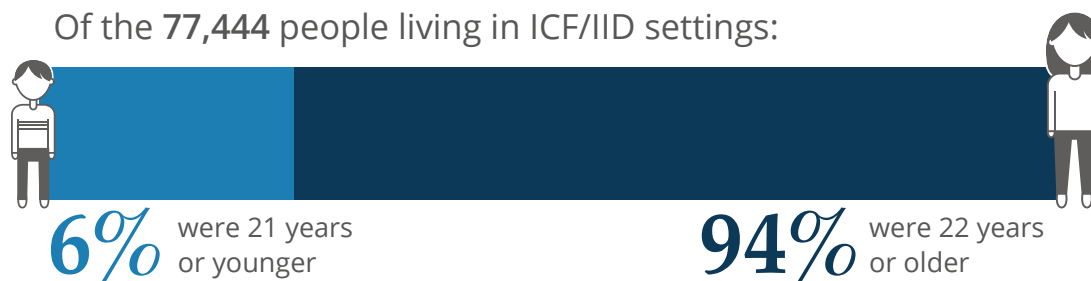 Of the 77,444 people living in ICF/IID settings:
6% were 21 years
or younger
94% were 22 years
or older